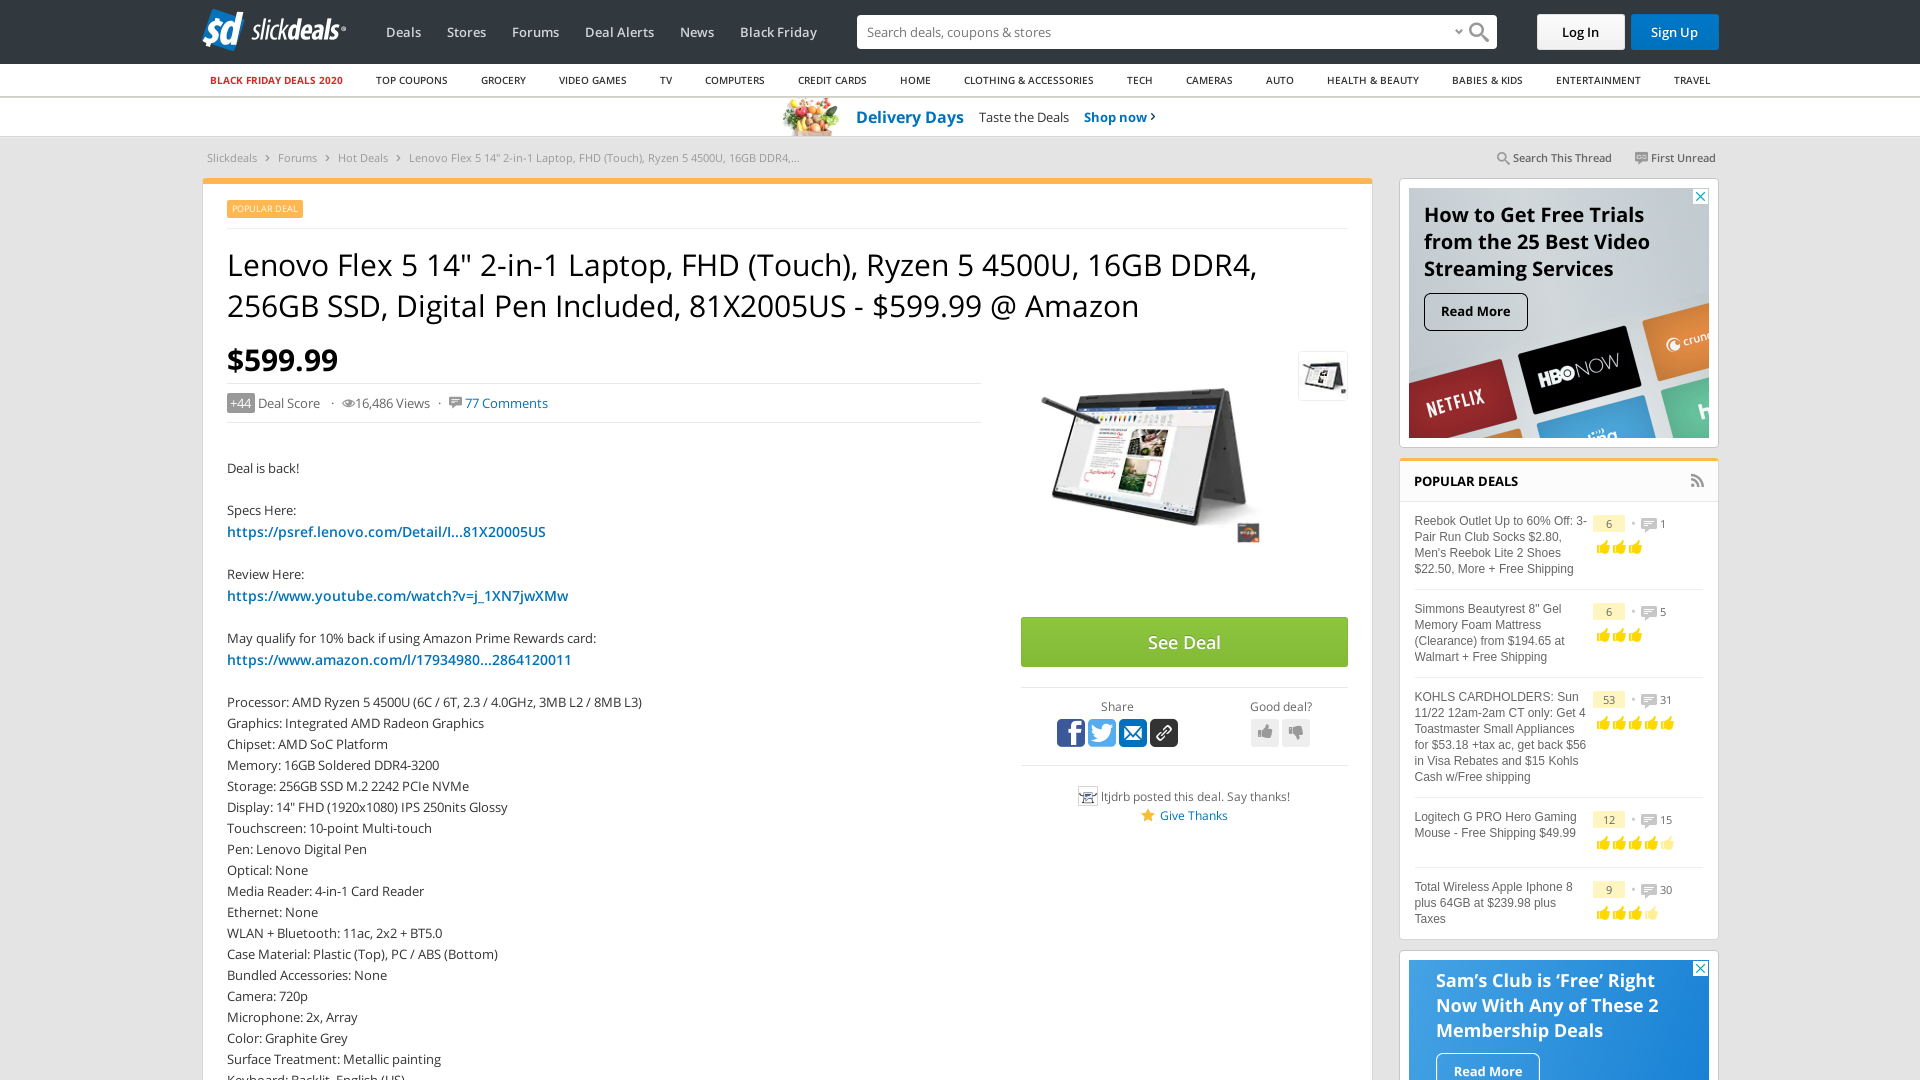 slickdeals
Deals
Stores
Forums
Deal Alerts
News
Black Friday
Search deals, coupons & stores
Log In
Sign Up
BLACK FRIDAY DEALS 2020
TOP COUPONS
GROCERY
VIDEO GAMES
TV
COMPUTERS
CREDIT CARDS
HOME
CLOTHING & ACCESSORIES
TECH
CAMERAS
AUTO
HEALTH & BEAUTY
BABIES & KIDS
ENTERTAINMENT
TRAVEL
Delivery Days Taste the Deals Shop now
Slickdeals > Forums > Hot Deals > Lenovo Flex 5 14" 2-in-1 Laptop, FHD (Touch), Ryzen 5 4500U, 16GB DDR4,...
Search This Thread
First Unread
POPULAR DEAL
Lenovo Flex 5 14" 2-in-1 Laptop, FHD (Touch), Ryzen 5 4500U, 16GB DDR4,
256GB SSD, Digital Pen Included, 81X2005US - $599.99 @ Amazon
$599.99
+44 Deal Score · 16,486 Views · 77 Comments
Deal is back!
Specs Here:
https://psref.lenovo.com/Detail/I...81X20005US
Review Here:
https://www.youtube.com/watch?v=j_1XN7jwXMw
May qualify for 10% back if using Amazon Prime Rewards card:
https://www.amazon.com/l/17934980...2864120011
Processor: AMD Ryzen 5 4500U (6C / 6T, 2.3 / 4.0GHz, 3MB L2 / 8MB L3)
Graphics: Integrated AMD Radeon Graphics
Chipset: AMD SoC Platform
Memory: 16GB Soldered DDR4-3200
Storage: 256GB SSD M.2 2242 PCIe NVMe
Display: 14" FHD (1920x1080) IPS 250nits Glossy
Touchscreen: 10-point Multi-touch
Pen: Lenovo Digital Pen
Optical: None
Media Reader: 4-in-1 Card Reader
Ethernet: None
WLAN + Bluetooth: 11ac, 2x2 + BT5.0
Case Material: Plastic (Top), PC / ABS (Bottom)
Bundled Accessories: None
Camera: 720p
Microphone: 2x, Array
Color: Graphite Grey
Surface Treatment: Metallic painting
Keyboard: Backlit, English (US)
See Deal
Share
Good deal?
ltjdrb posted this deal. Say thanks!
Give Thanks
How to Get Free Trials
from the 25 Best Video
Streaming Services
Read More
NETFLIX
HBO NOW
POPULAR DEALS
Reebok Outlet Up to 60% Off: 3-
Pair Run Club Socks $2.80,
Men's Reebok Lite 2 Shoes
$22.50, More + Free Shipping
6 • 1
Simmons Beautyrest 8" Gel
Memory Foam Mattress
(Clearance) from $194.65 at
Walmart + Free Shipping
6 • 5
KOHLS CARDHOLDERS: Sun
11/22 12am-2am CT only: Get 4
Toastmaster Small Appliances
for $53.18 +tax ac, get back $56
in Visa Rebates and $15 Kohls
Cash w/Free shipping
53 • 31
Logitech G PRO Hero Gaming
Mouse - Free Shipping $49.99
12 • 15
Total Wireless Apple Iphone 8
plus 64GB at $239.98 plus
Taxes
9 • 30
Sam's Club is 'Free' Right
Now With Any of These 2
Membership Deals
Read More